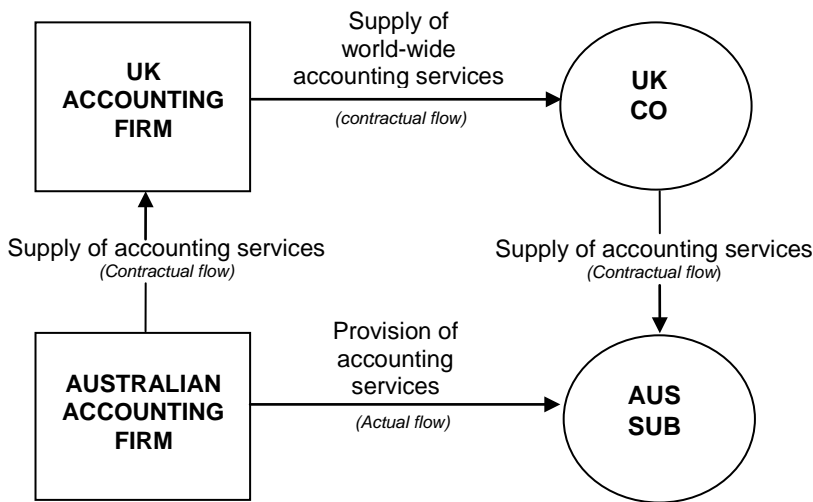 Supply of
world-wide
accounting services
(contractual flow)
UK
ACCOUNTING
FIRM
UK
CO
Supply of accounting services
(Contractual flow)
Supply of accounting services
(Contractual flow)
Provision of
accounting
services
(Actual flow)
AUSTRALIAN
ACCOUNTING
FIRM
AUS
SUB